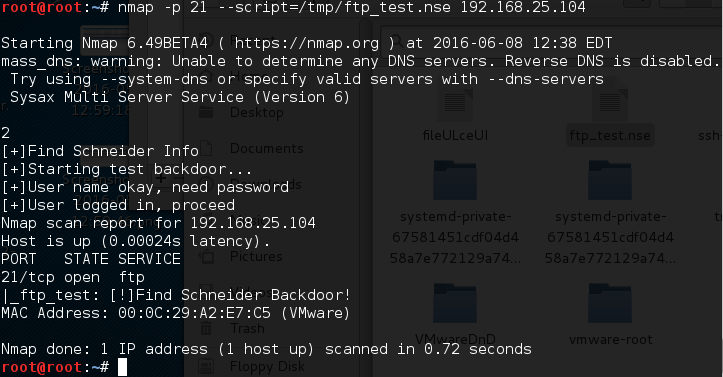 root@root:~# nmap -p 21 --script=/tmp/ftp_test.nse 192.168.25.104
Starting Nmap 6.49BETA4 ( https://nmap.org ) at 2016-06-08 12:38 EDT
mass_dns: warning: Unable to determine any DNS servers. Reverse DNS is disabled.
Try using --system-dns or specify valid servers with --dns-servers
Sysax Multi Server Service (Version 6)
2
[+]Find Schneider Info
[+]Starting test backdoor...
[+]User name okay, need password
[+]User logged in, proceed
Nmap scan report for 192.168.25.104
Host is up (0.00024s latency).
PORT   STATE SERVICE
21/tcp open  ftp
|_ftp_test: [!]Find Schneider Backdoor!
MAC Address: 00:0C:29:A2:E7:C5 (VMware)
Nmap done: 1 IP address (1 host up) scanned in 0.72 seconds
root@root:~#
Desktop
Documents
Pictures
Trash
Floppy Disk
fileULceUI
ftp_test.nse
ssh-
systemd-private-
67581451cdf04d4
58a7e772129a74...
systemd-private-
67581451cdf04d4
58a7e772129a74...
VMwareDnD
vmware-root